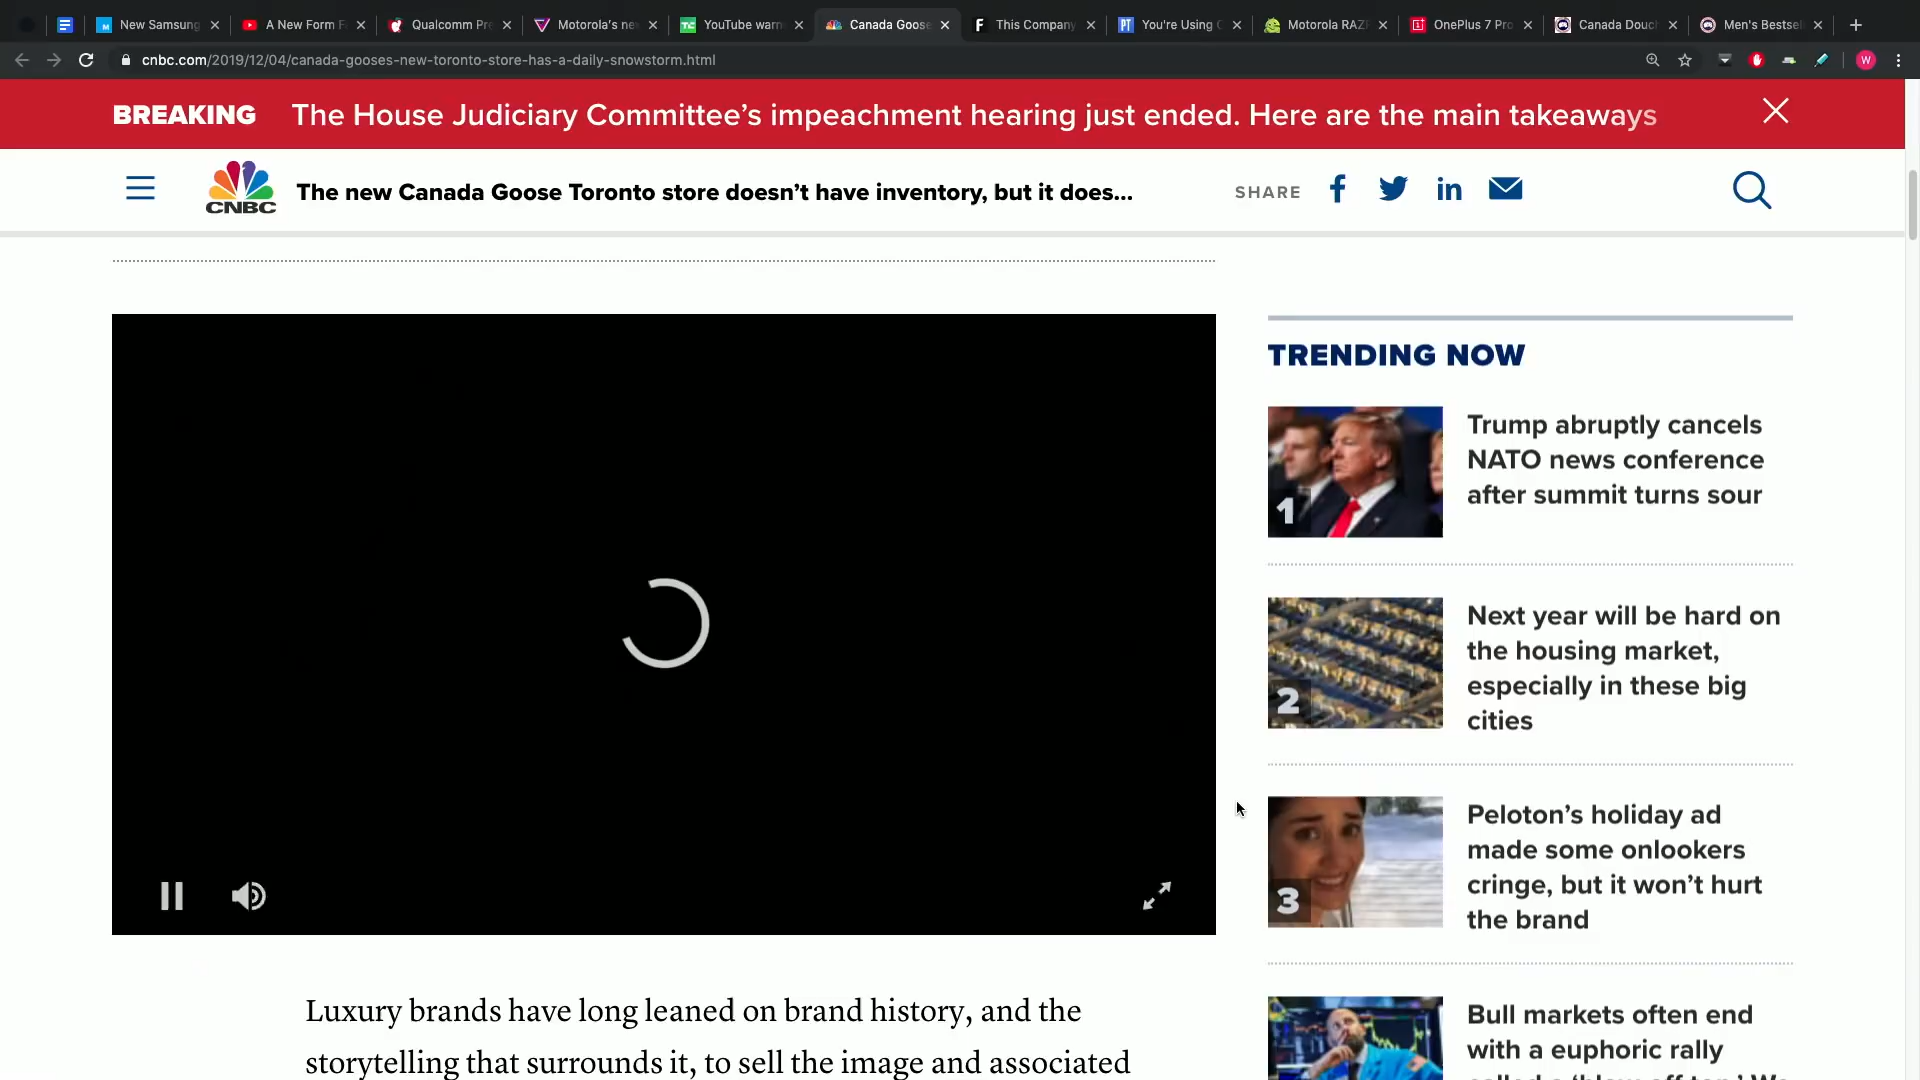 New Samsung
A New Form F
Qualcomm Pre
Motorola's ne
YouTube warn
Canada Goose
This Company
You're Using
Motorola RAZ
OnePlus 7 Pro
Canada Douc
Men's Bestsel
cnbc.com/2019/12/04/canada-gooses-new-toronto-store-has-a-daily-snowstorm.html
W
BREAKING The House Judiciary Committee's impeachment hearing just ended. Here are the main takeaways
CNBC
The new Canada Goose Toronto store doesn't have inventory, but it does...
SHARE
TRENDING NOW
1
Trump abruptly cancels
NATO news conference
after summit turns sour
2
Next year will be hard on
the housing market,
especially in these big
cities
3
Peloton's holiday ad
made some onlookers
cringe, but it won't hurt
the brand
Bull markets often end
with a euphoric rally
Luxury brands have long leaned on brand history, and the
storytelling that surrounds it, to sell the image and associated